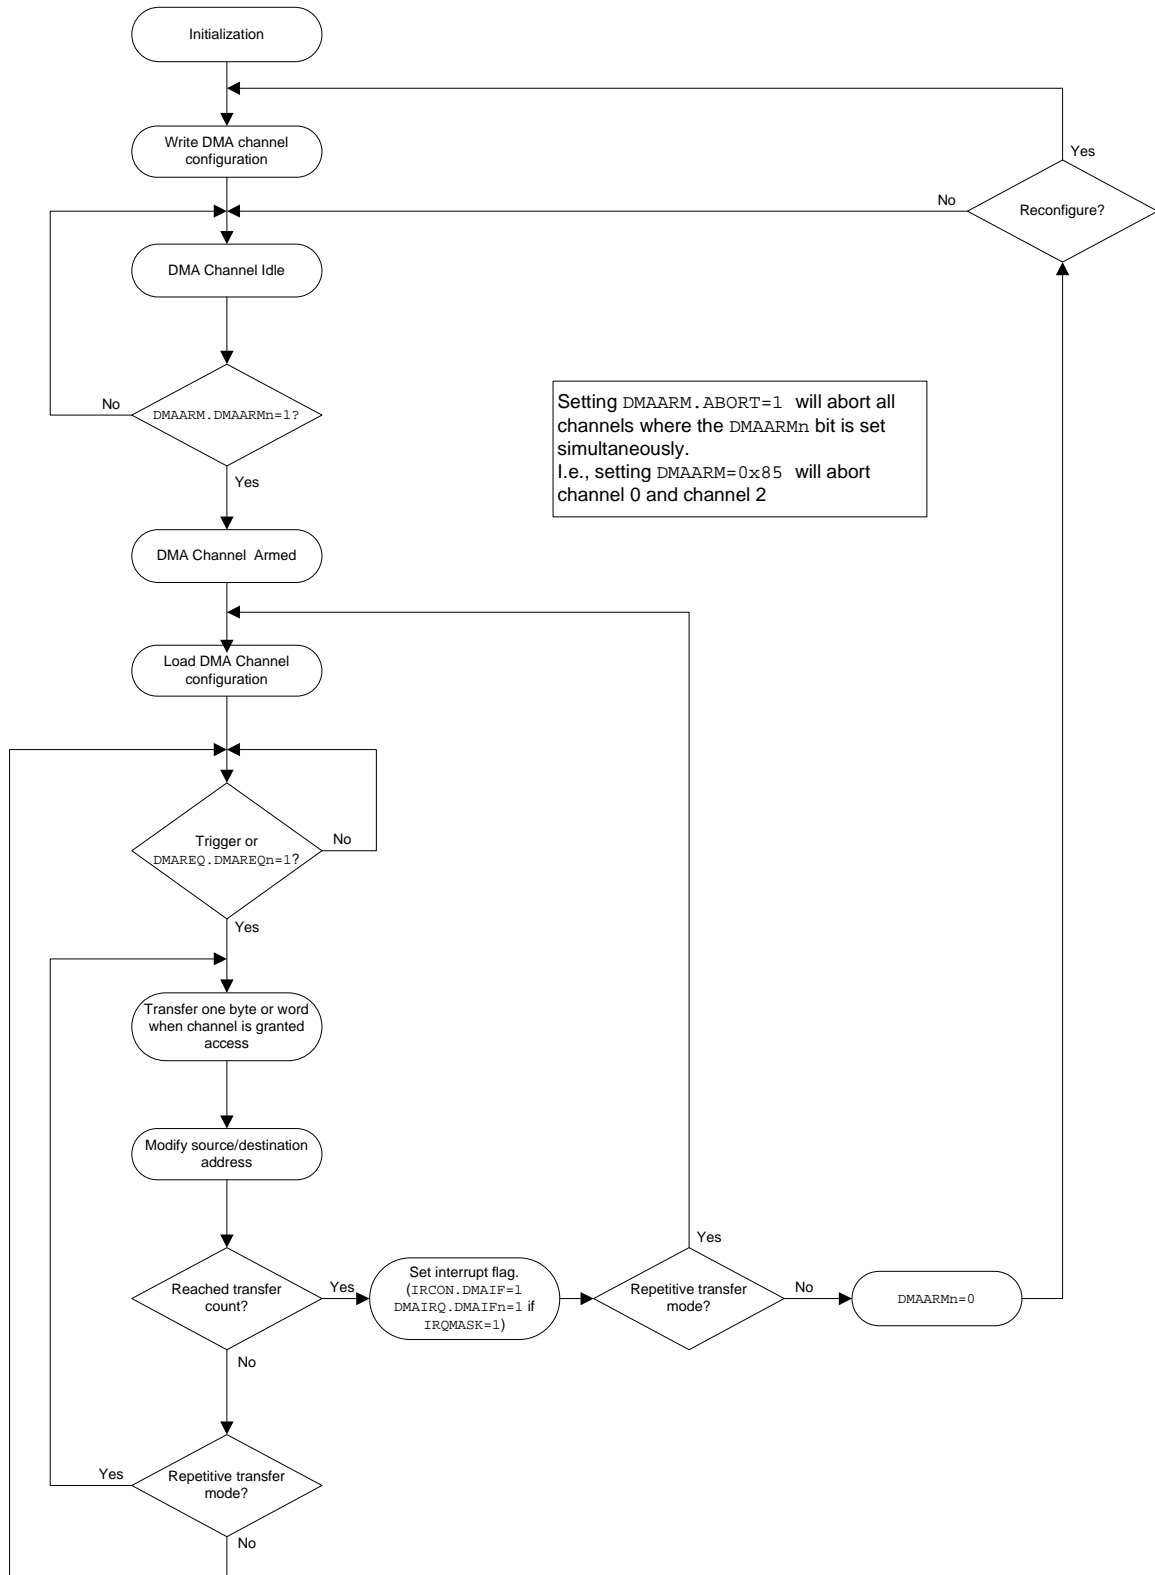 Initialization
Write DMA channel
configuration
Yes
No
Reconfigure?
DMA Channel Idle
No
DMAARM.DMAARMn=1?
Yes
Setting DMAARM.ABORT=1 will abort all
channels where the DMAARMn bit is set
simultaneously.
I.e., setting DMAARM=0x85 will abort
channel 0 and channel 2
DMA Channel Armed
Load DMA Channel
configuration
Trigger or
DMAREQ.DMAREQn=1?
No
Yes
Transfer one byte or word
when channel is granted
access
Modify source/destination
address
Reached transfer
count?
Yes
No
Set interrupt flag.
(IRCON.DMAIF=1
DMAIRQ.DMAIFn=1 if
IRQMASK=1)
Yes
Repetitive transfer
mode?
No
DMAARMn=0
Yes
Repetitive transfer
mode?
No